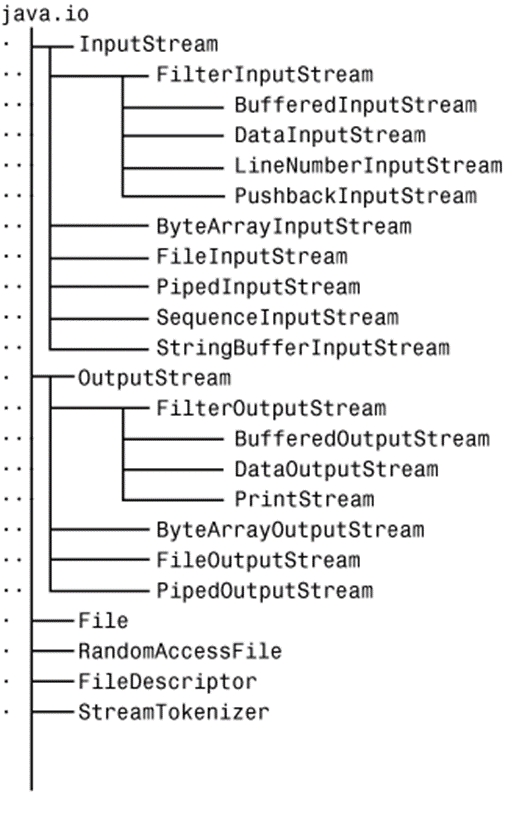 java.io
InputStream
FilterInputStream
BufferedInputStream
DataInputStream
LineNumberInputStream
PushbackInputStream
ByteArrayInputStream
FileInputStream
PipedInputStream
SequenceInputStream
StringBufferInputStream
OutputStream
FilterOutputStream
BufferedOutputStream
DataOutputStream
PrintStream
ByteArrayOutputStream
FileOutputStream
PipedOutputStream
File
RandomAccessFile
FileDescriptor
StreamTokenizer